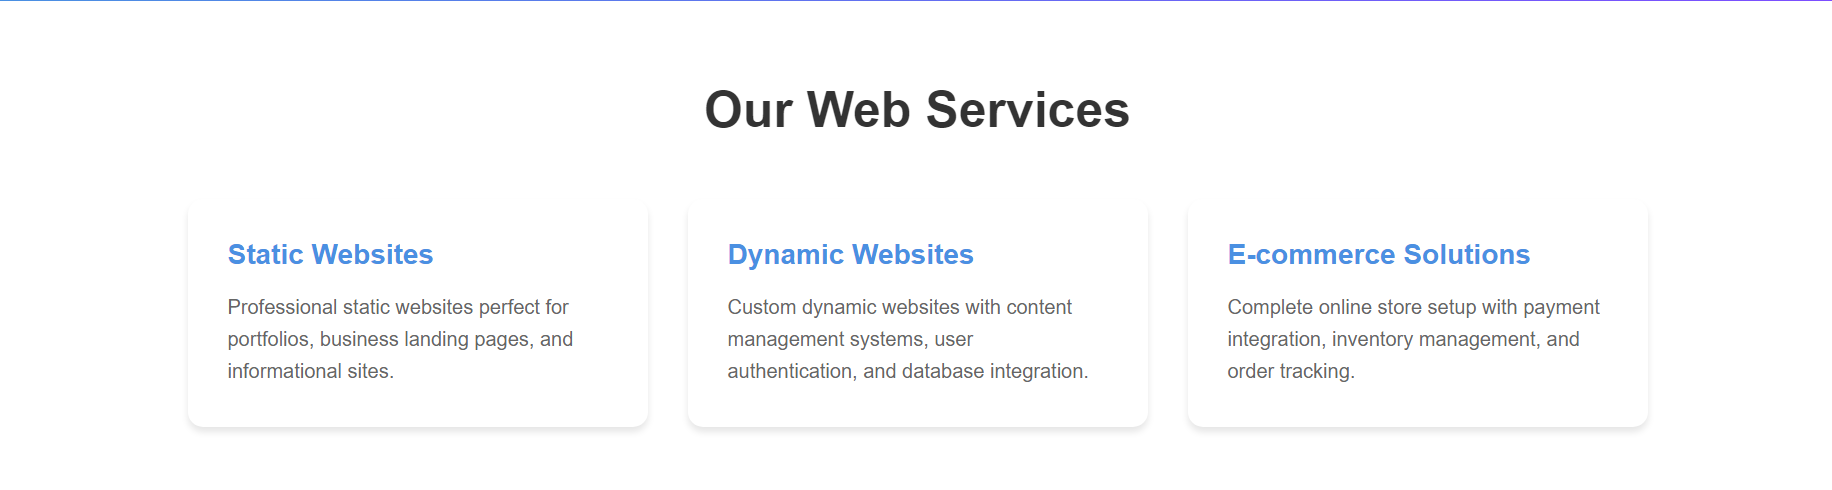 Our Web Services
Static Websites
Professional static websites perfect for
portfolios, business landing pages, and
informational sites.
Dynamic Websites
Custom dynamic websites with content
management systems, user
authentication, and database integration.
E-commerce Solutions
Complete online store setup with payment
integration, inventory management, and
order tracking.